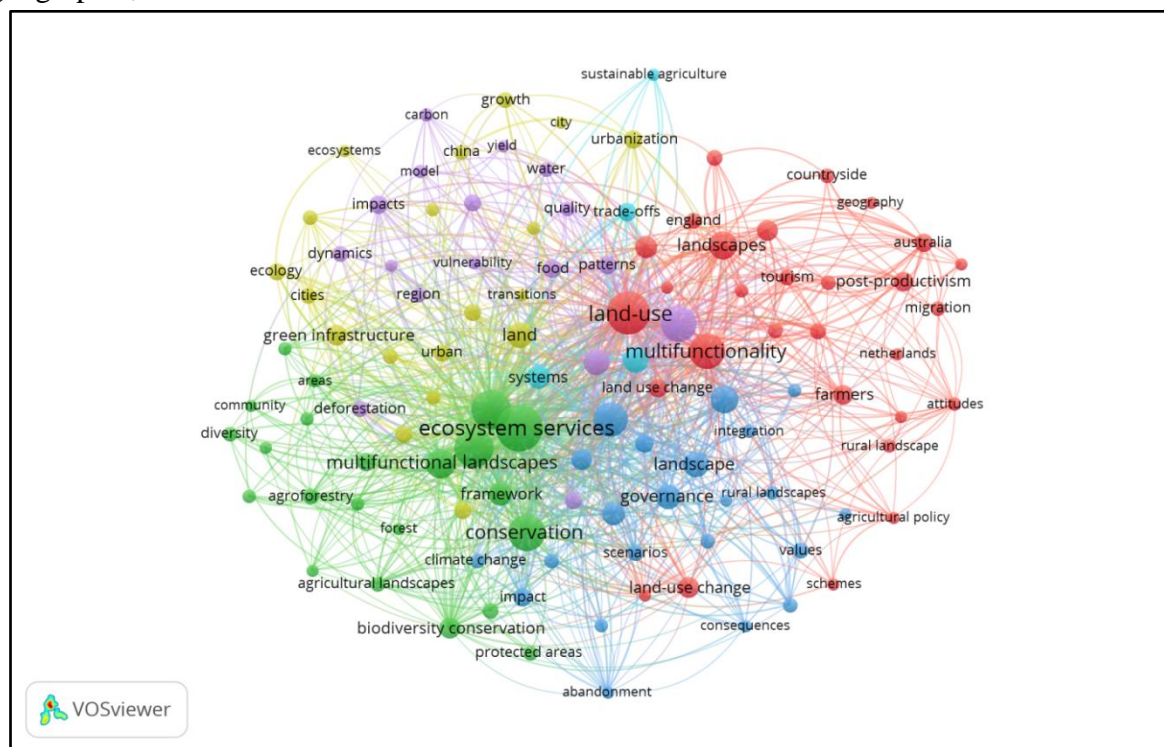 sustainable agriculture
growth
carbon
city
urbanization
ecosystems
china
yield
model
water
countryside
impacts
quality
trade-offs
england
geography
landscapes
australia
dynamics
vulnerability
food
patterns
ecology
tourism
post-productivism
cities
region
transitions
migration
land-use
green infrastructure
land
urban
multifunctionality
netherlands
areas
systems
land use change
farmers
community
deforestation
attitudes
diversity
ecosystem services
integration
rural landscape
multifunctional landscapes
landscape
agroforestry
framework
governance
rural landscapes
forest
conservation
agricultural policy
climate change
scenarios
values
agricultural landscapes
impact
land-use change
schemes
biodiversity conservation
consequences
protected areas
abandonment
VOSviewer